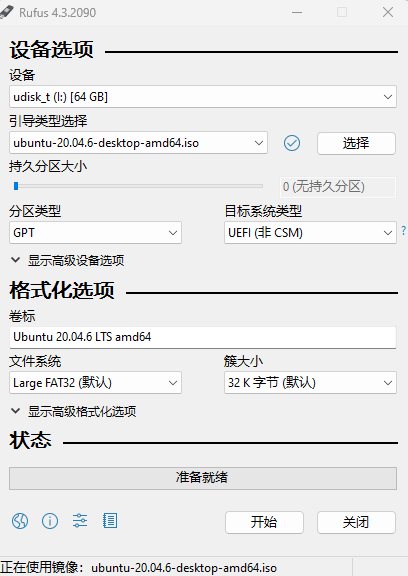 Rufus 4.3.2090
设备选项
设备
udisk_t (I:) [64 GB]
引导类型选择
ubuntu-20.04.6-desktop-amd64.iso
选择
持久分区大小
0 (无持久分区)
分区类型 目标系统类型
GPT UEFI (非 CSM) ?
显示高级设备选项
格式化选项
卷标
Ubuntu 20.04.6 LTS amd64
文件系统 簇大小
Large FAT32 (默认) 32 K 字节 (默认)
显示高级格式化选项
状态
准备就绪
开始 关闭
正在使用镜像：ubuntu-20.04.6-desktop-amd64.iso